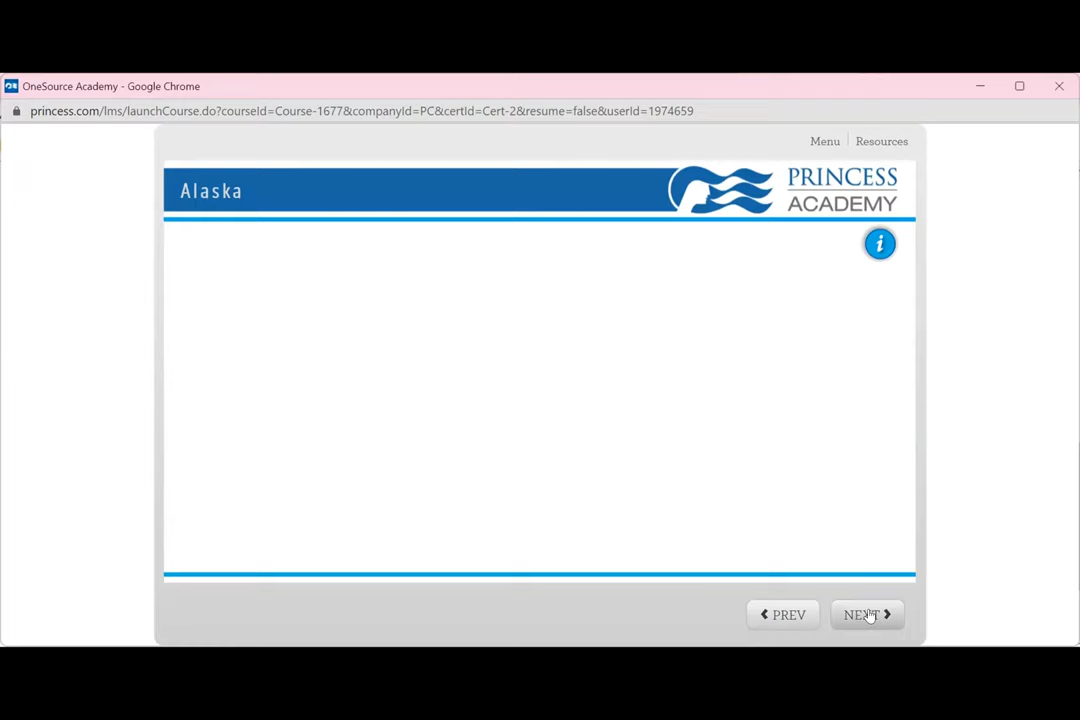 OneSource Academy - Google Chrome
princess.com/lms/launchCourse.do?courseId=Course-1677&companyId=PC&certId=Cert-2&resume=false&userId=1974659
Menu Resources
Alaska
PRINCESS
ACADEMY
i
PREV NEXT